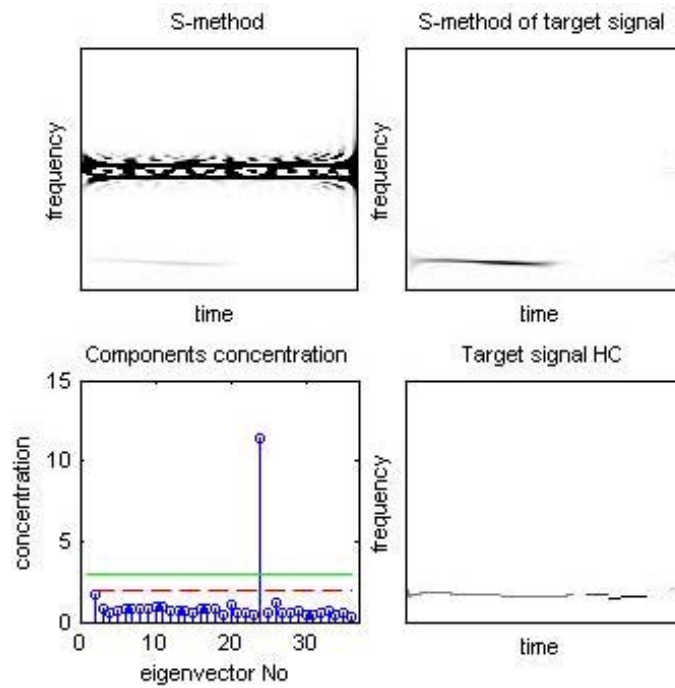 S-method
frequency
time
S-method of target signal
frequency
time
Components concentration
concentration
15
10
5
0
0
10
20
30
eigenvector No
Target signal HC
frequency
time